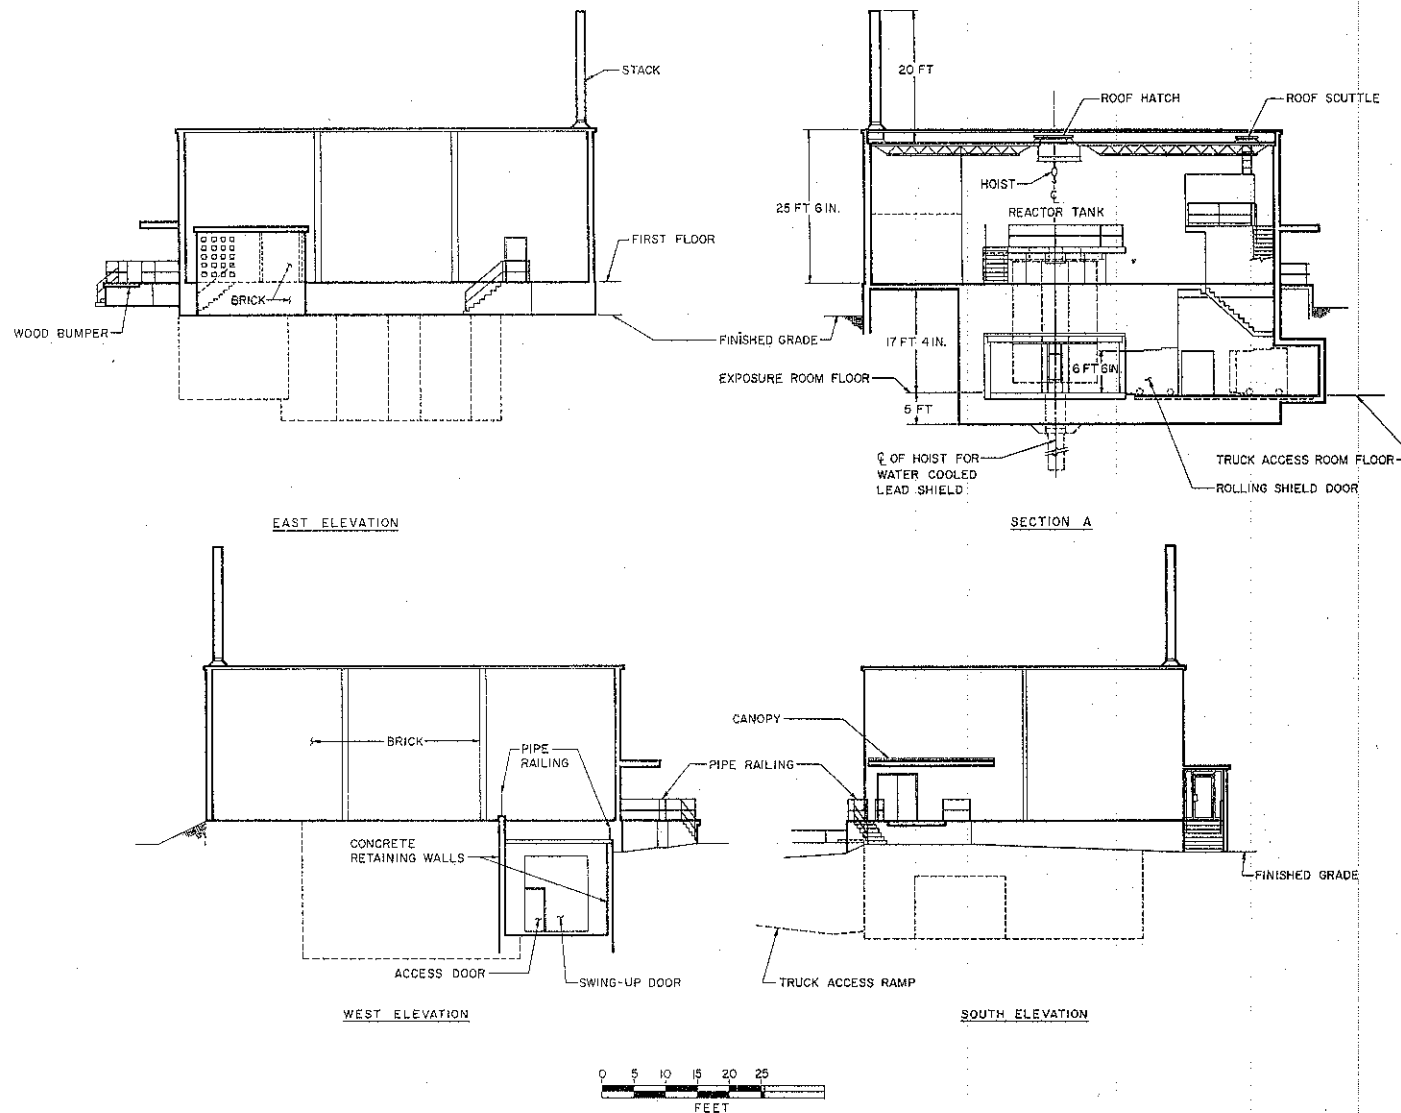 STACK
20 FT
ROOF HATCH
ROOF SCUTTLE
HOIST
25 FT 6 IN.
REACTOR TANK
FIRST FLOOR
BRICK
WOOD BUMPER
FINISHED GRADE
17 FT 4 IN.
6 FT 6 IN.
EXPOSURE ROOM FLOOR
5 FT
℄ OF HOIST FOR
WATER COOLED
LEAD SHIELD
TRUCK ACCESS ROOM FLOOR
ROLLING SHIELD DOOR
EAST ELEVATION
SECTION A
CANOPY
BRICK
PIPE
RAILING
PIPE RAILING
CONCRETE
RETAINING WALLS
FINISHED GRADE
ACCESS DOOR
SWING-UP DOOR
TRUCK ACCESS RAMP
WEST ELEVATION
SOUTH ELEVATION
0 5 10 15 20 25
FEET